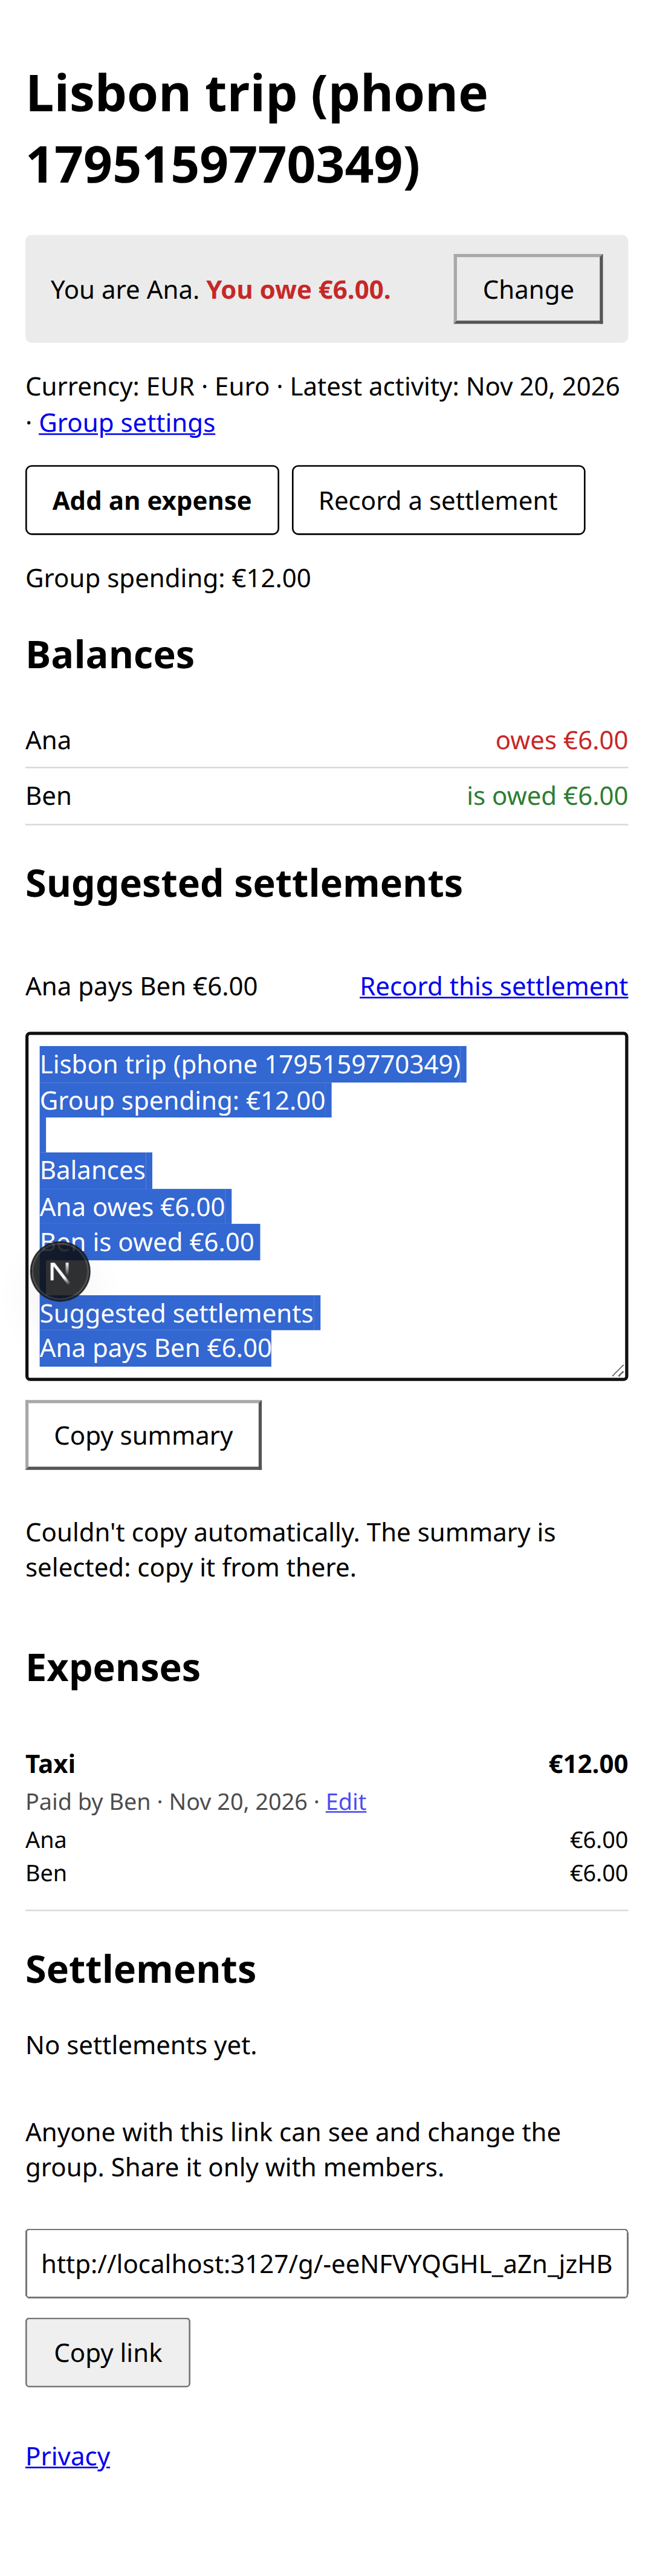 Lisbon trip (phone
1795159770349)
You are Ana. You owe €6.00.
Change
Currency: EUR · Euro · Latest activity: Nov 20, 2026
· Group settings
Add an expense
Record a settlement
Group spending: €12.00
Balances
Ana
owes €6.00
Ben
is owed €6.00
Suggested settlements
Ana pays Ben €6.00
Record this settlement
Lisbon trip (phone 1795159770349)
Group spending: €12.00
Balances
Ana owes €6.00
Ben is owed €6.00
N
Suggested settlements
Ana pays Ben €6.00
Copy summary
Couldn't copy automatically. The summary is
selected: copy it from there.
Expenses
Taxi
€12.00
Paid by Ben · Nov 20, 2026 · Edit
Ana
€6.00
Ben
€6.00
Settlements
No settlements yet.
Anyone with this link can see and change the
group. Share it only with members.
http://localhost:3127/g/-eeNFVYQGHL_aZn_jzHB
Copy link
Privacy